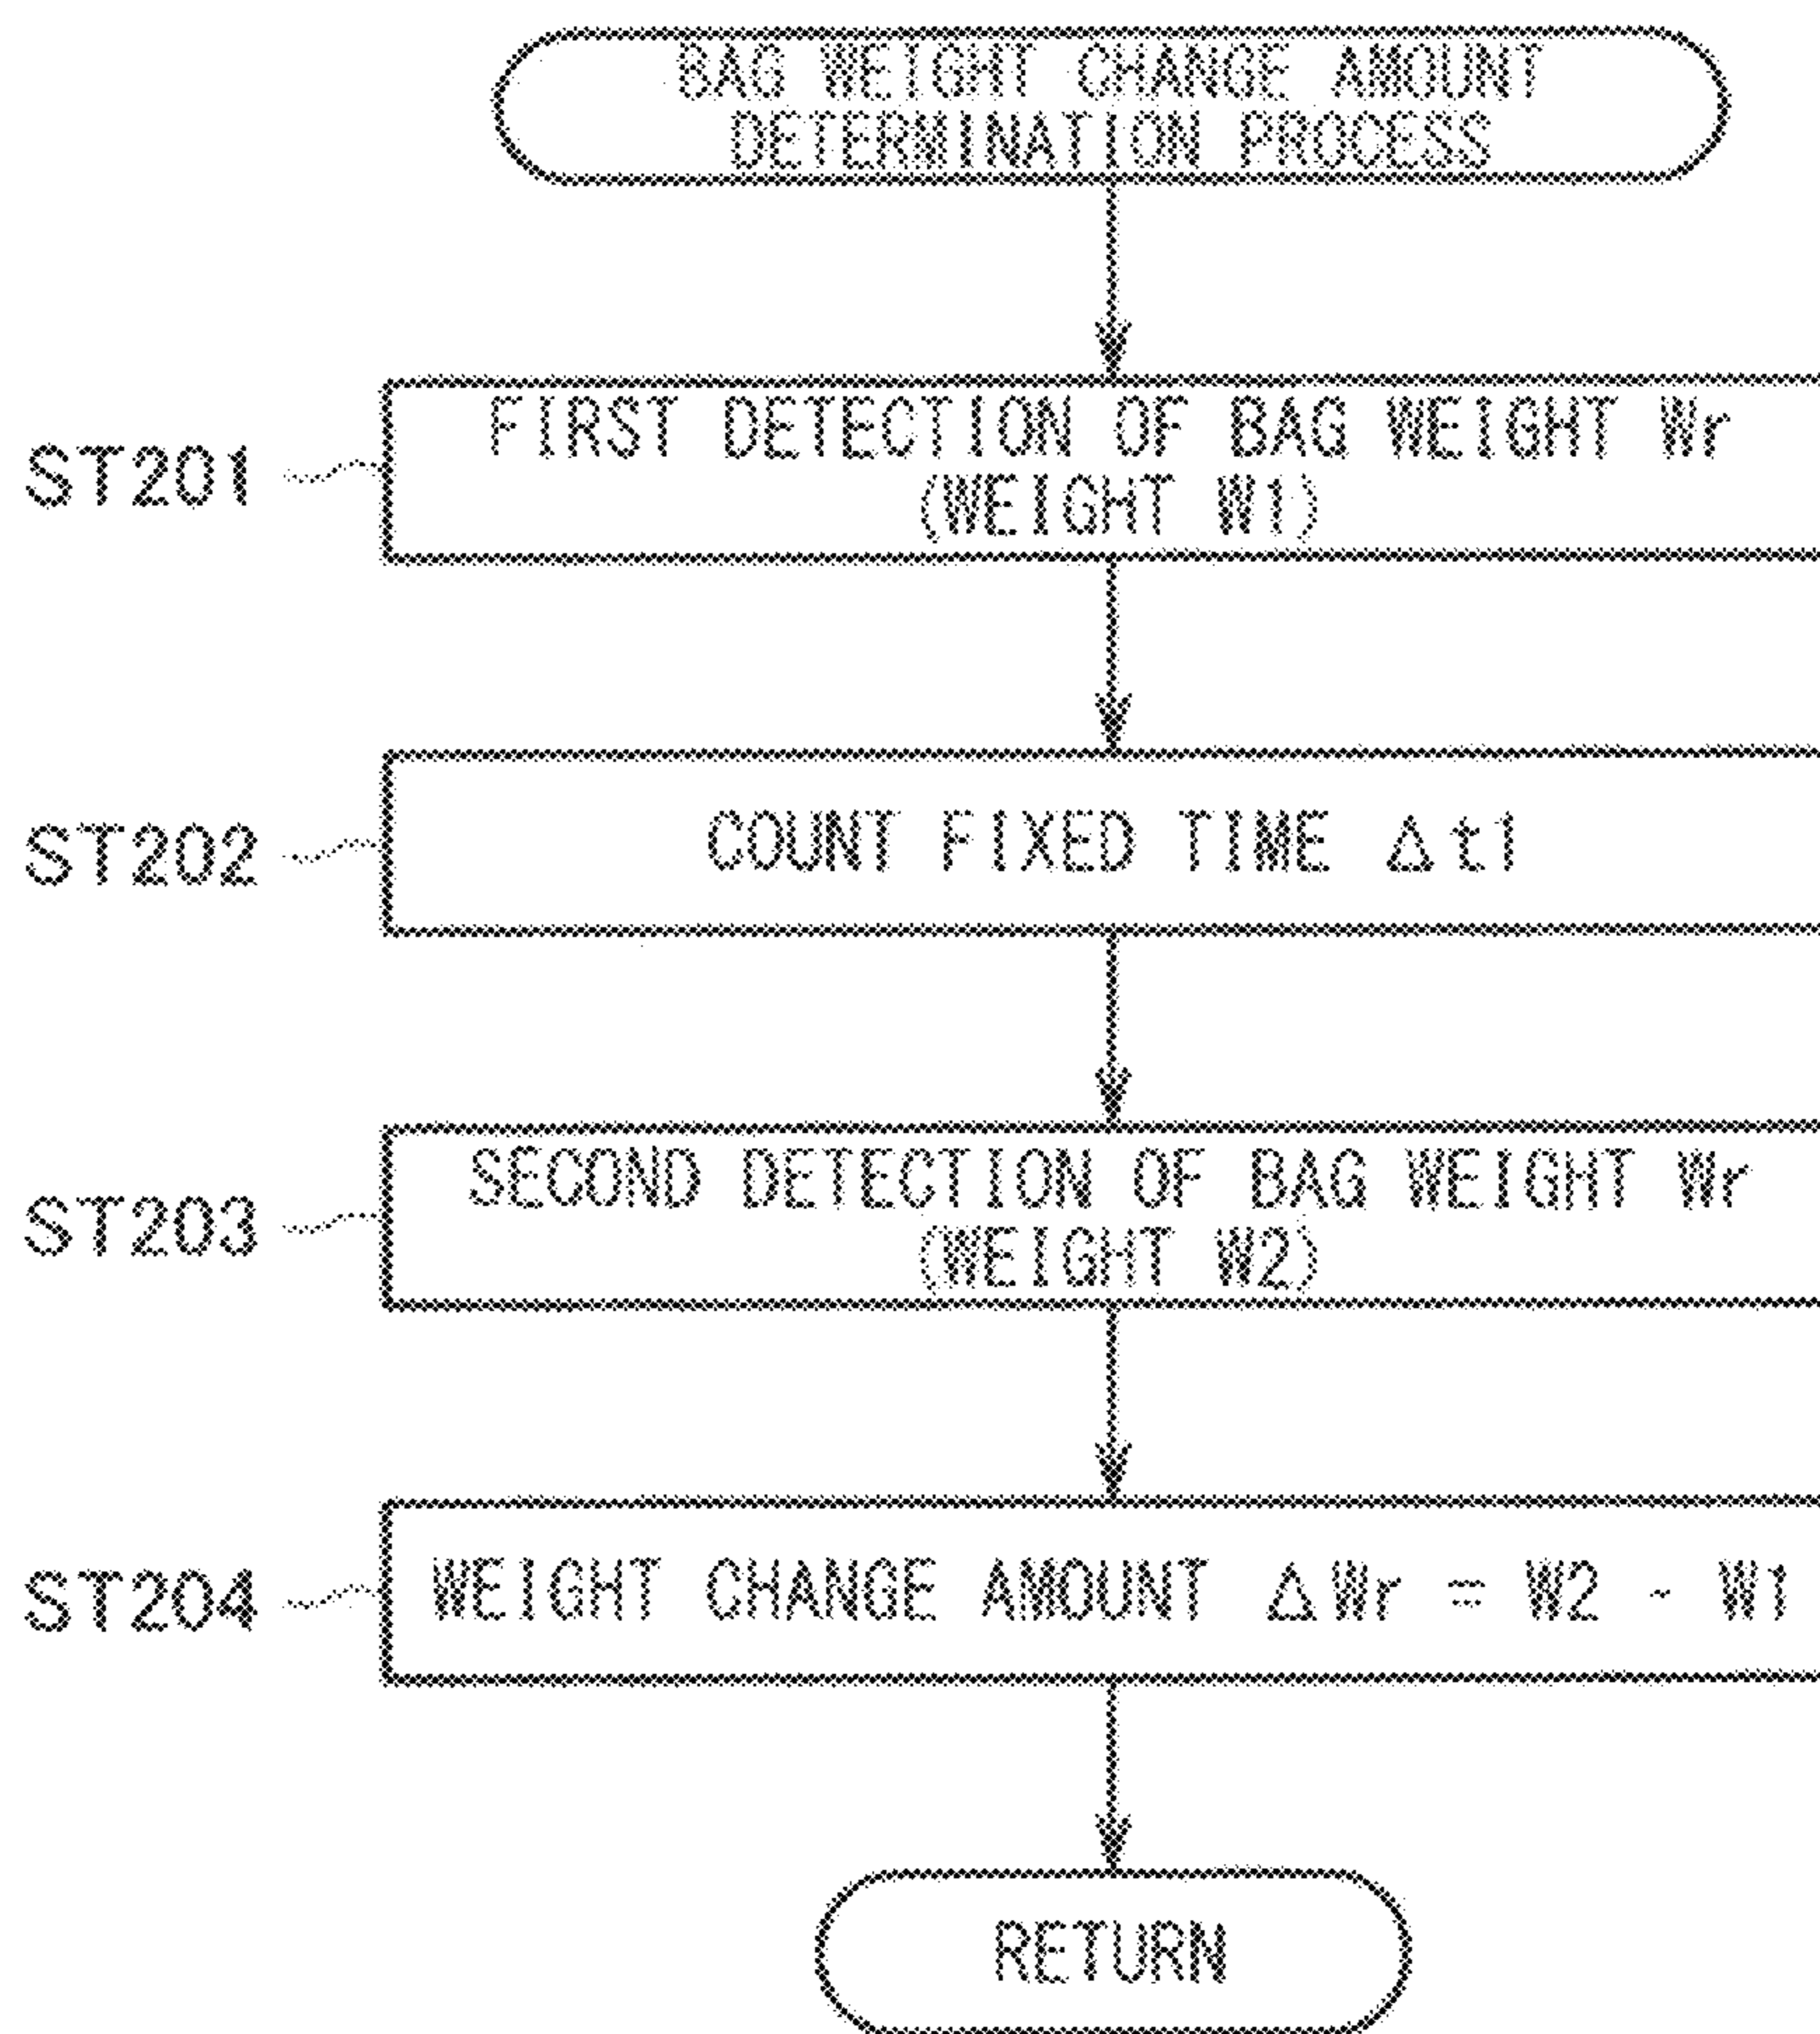 BAG WEIGHT CHANGE AMOUNT
DETERMINATION PROCESS
ST201
FIRST DETECTION OF BAG WEIGHT Wr
(WEIGHT W1)
ST202
COUNT FIXED TIME Δt1
ST203
SECOND DETECTION OF BAG WEIGHT Wr
(WEIGHT W2)
ST204
WEIGHT CHANGE AMOUNT ΔWr = W2 - W1
RETURN